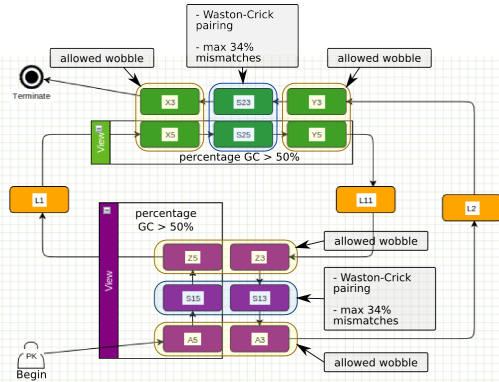 - Waston-Crick
pairing
- max 34%
mismatches
allowed wobble
allowed wobble
Terminate
X3
S23
Y3
View
X5
S25
Y5
percentage GC > 50%
L1
L11
L2
percentage
GC > 50%
allowed wobble
View
Z5
Z3
- Waston-Crick
pairing
- max 34%
mismatches
S15
S13
A5
A3
PK
Begin
allowed wobble